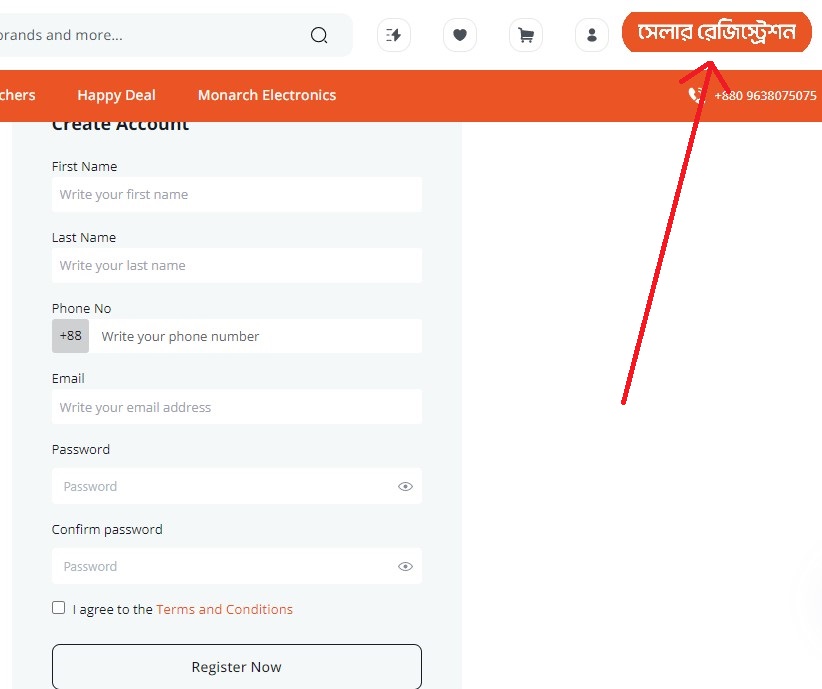 brands and more...
সেলার রেজিস্ট্রেশন
chers Happy Deal Monarch Electronics +880 9638075075
Create Account
First Name
Write your first name
Last Name
Write your last name
Phone No
+88 Write your phone number
Email
Write your email address
Password
Password
Confirm password
Password
I agree to the Terms and Conditions
Register Now